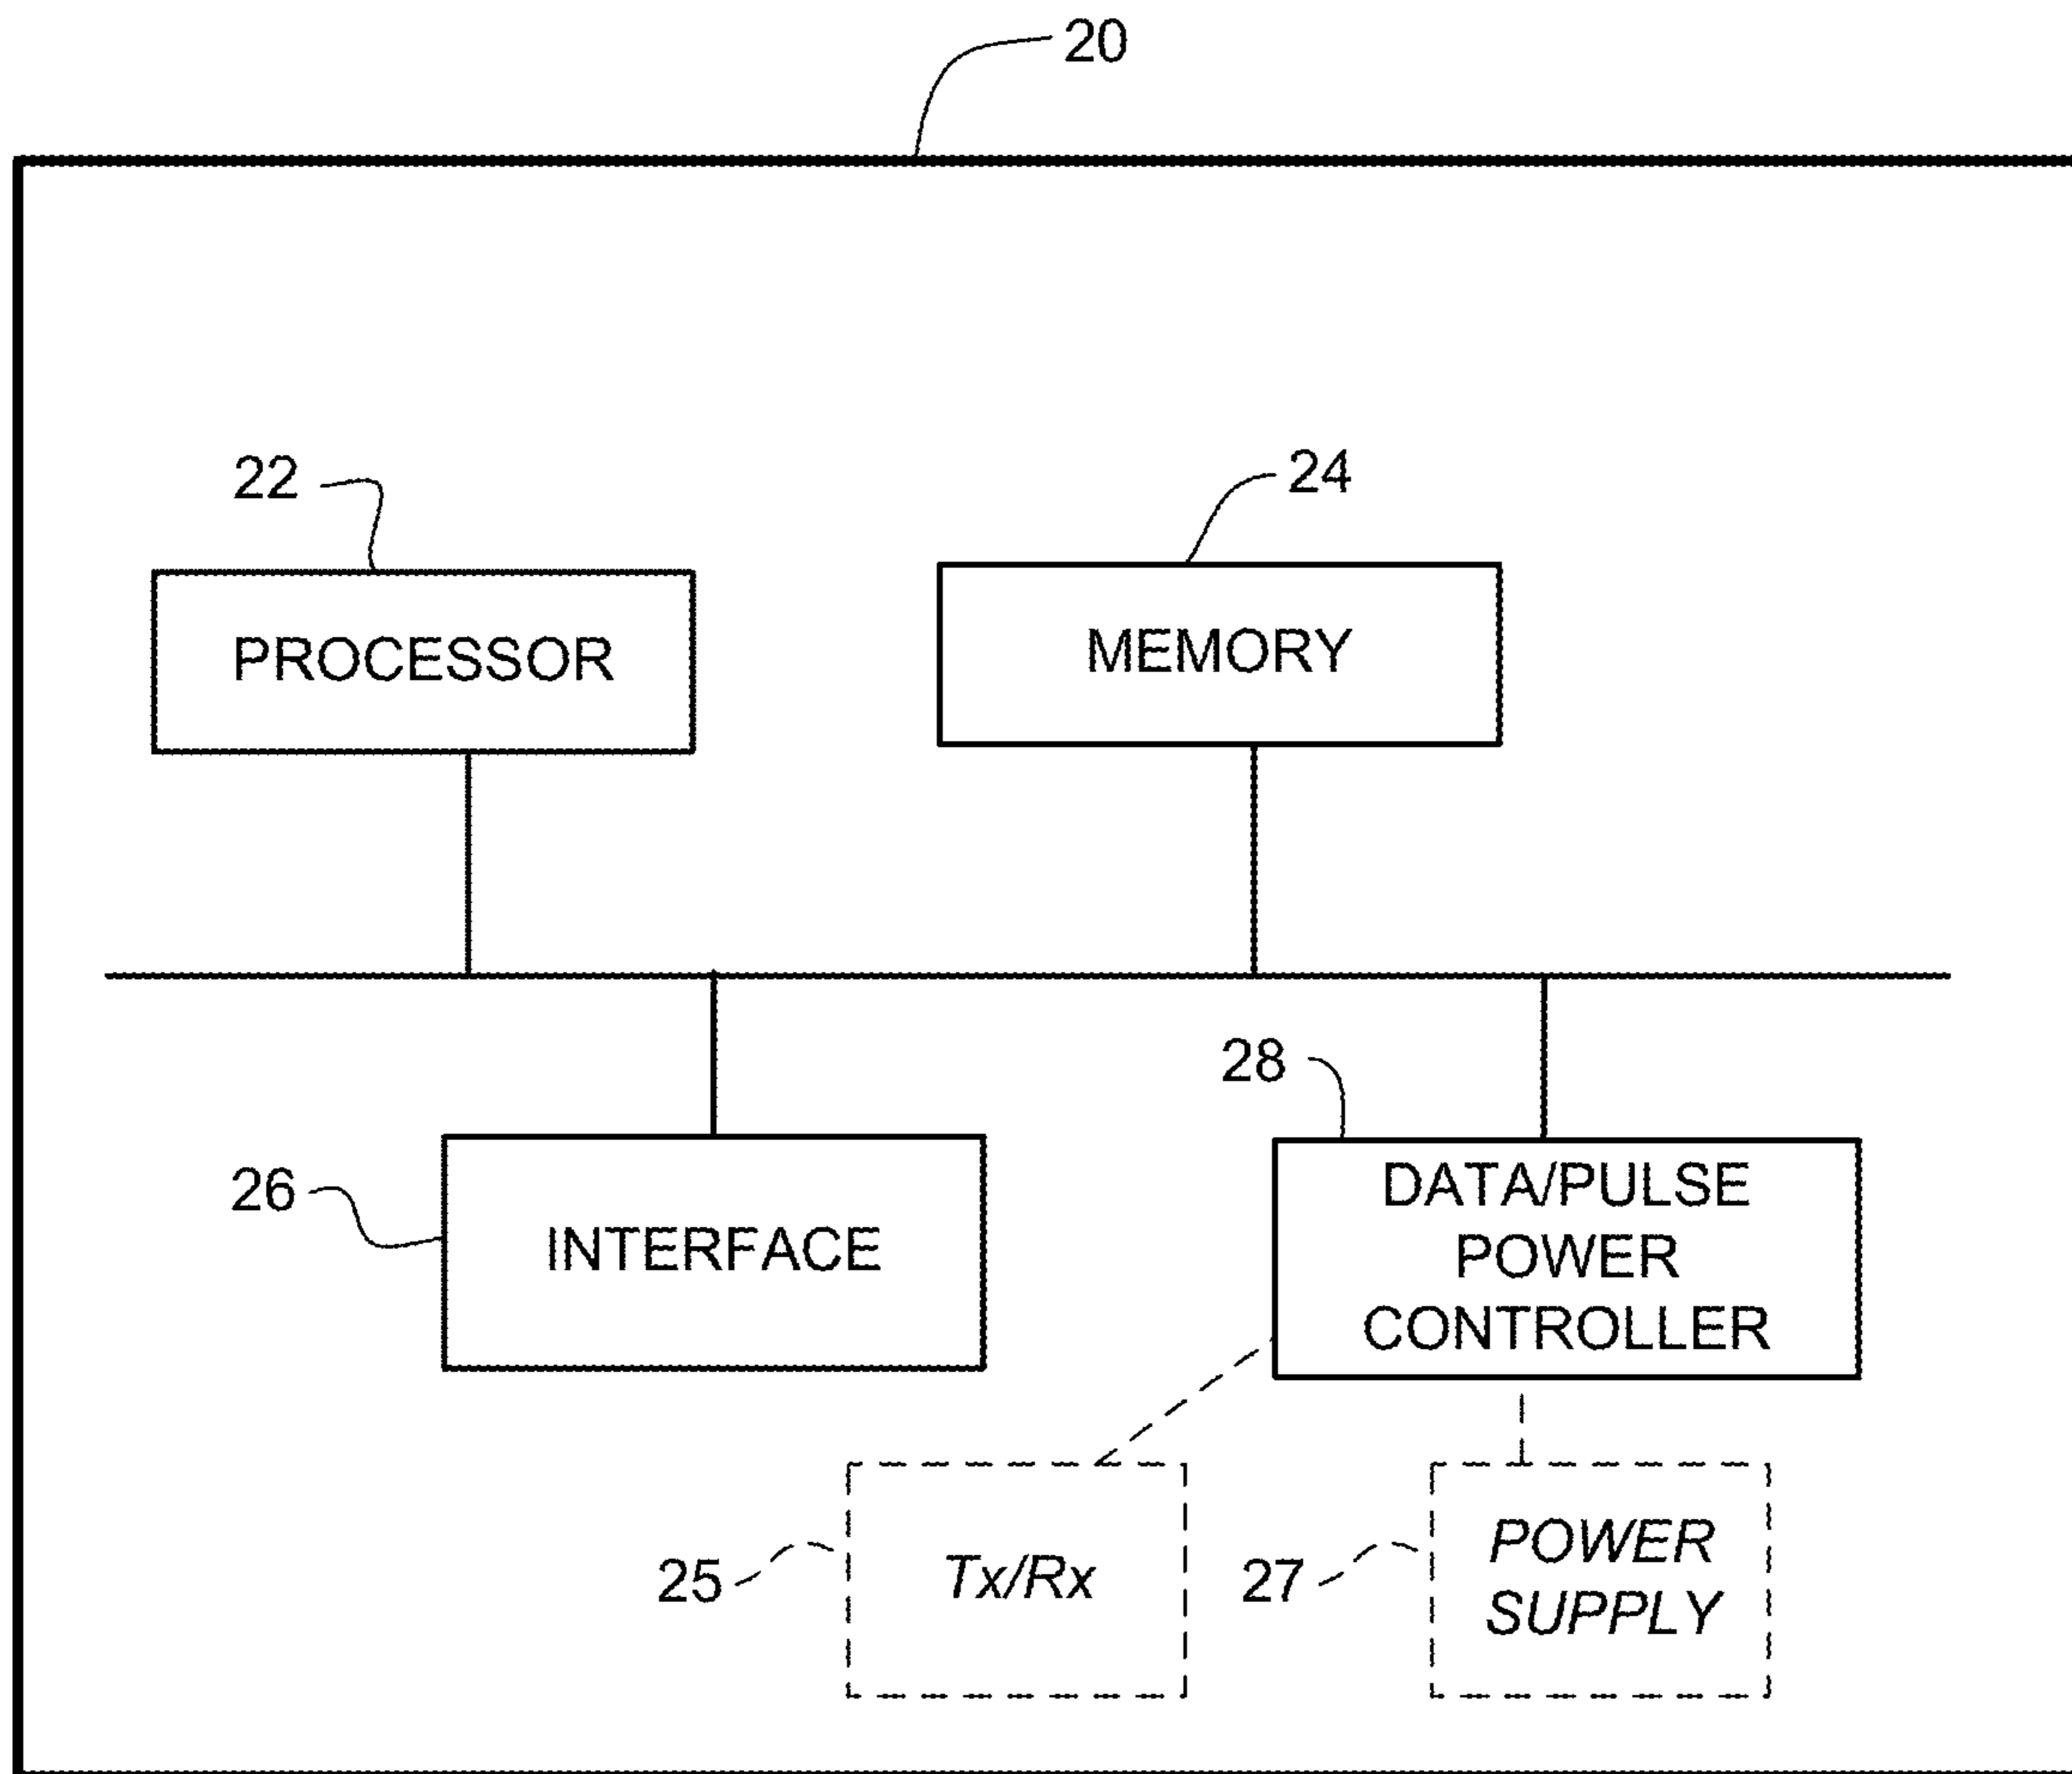 20
22
24
PROCESSOR
MEMORY
28
26
INTERFACE
DATA/PULSE
POWER
CONTROLLER
25
Tx/Rx
27
POWER
SUPPLY